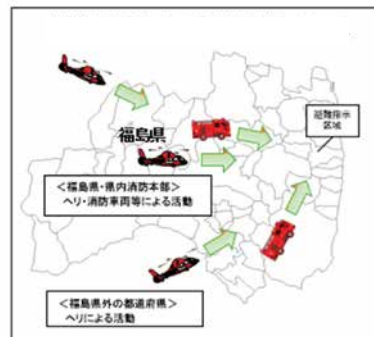 福島県
避難指示
区域
<福島県・県内消防本部>
ヘリ・消防車両等による活動
<福島県外の都道府県>
ヘリによる活動